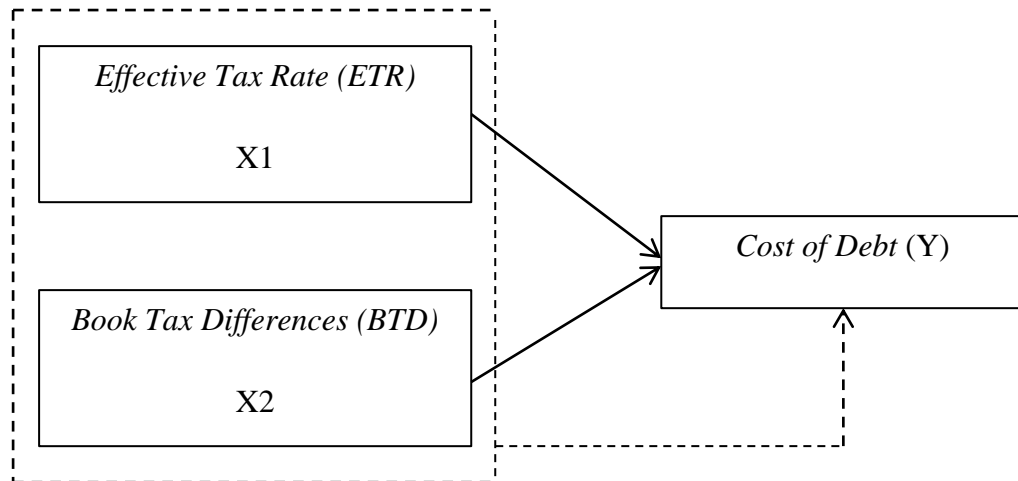 Effective Tax Rate (ETR)
X1
Cost of Debt (Y)
Book Tax Differences (BTD)
X2